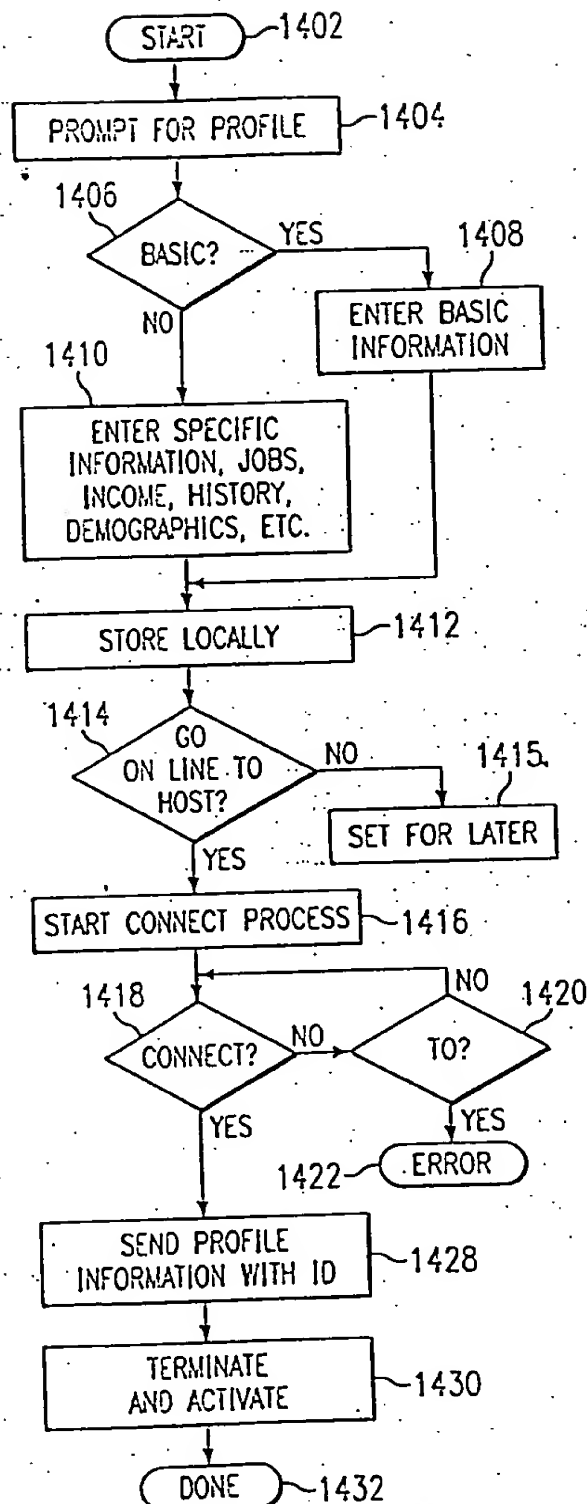 START
1402
PROMPT FOR PROFILE
1404
1406
BASIC?
YES
1408
NO
ENTER BASIC
INFORMATION
1410
ENTER SPECIFIC
INFORMATION, JOBS,
INCOME, HISTORY,
DEMOGRAPHICS, ETC.
STORE LOCALLY
1412
1414
GO
ON LINE TO
HOST?
NO
1415
SET FOR LATER
YES
START CONNECT PROCESS
1416
1418
CONNECT?
NO
NO
1420
TO?
YES
YES
1422
ERROR
SEND PROFILE
INFORMATION WITH ID
1428
TERMINATE
AND ACTIVATE
1430
DONE
1432